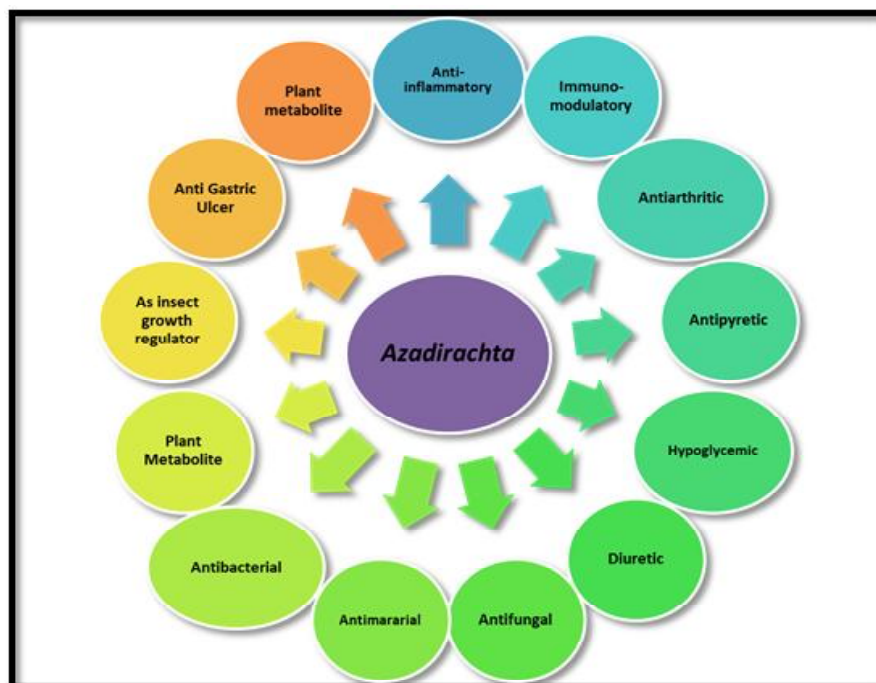 Anti-
inflammatory
Immuno-
modulatory
Antiarthritic
Antipyretic
Hypoglycemic
Diuretic
Antifungal
Antimararial
Antibacterial
Plant
Metabolite
As insect
growth
regulator
Anti Gastric
Ulcer
Plant
metabolite
Azadirachta